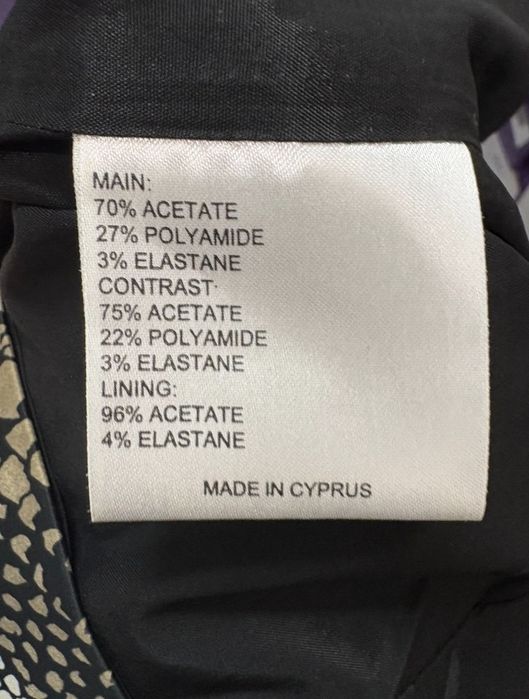 MAIN:
70% ACETATE
27% POLYAMIDE
3% ELASTANE
CONTRAST:
75% ACETATE
22% POLYAMIDE
3% ELASTANE
LINING:
96% ACETATE
4% ELASTANE
MADE IN CYPRUS